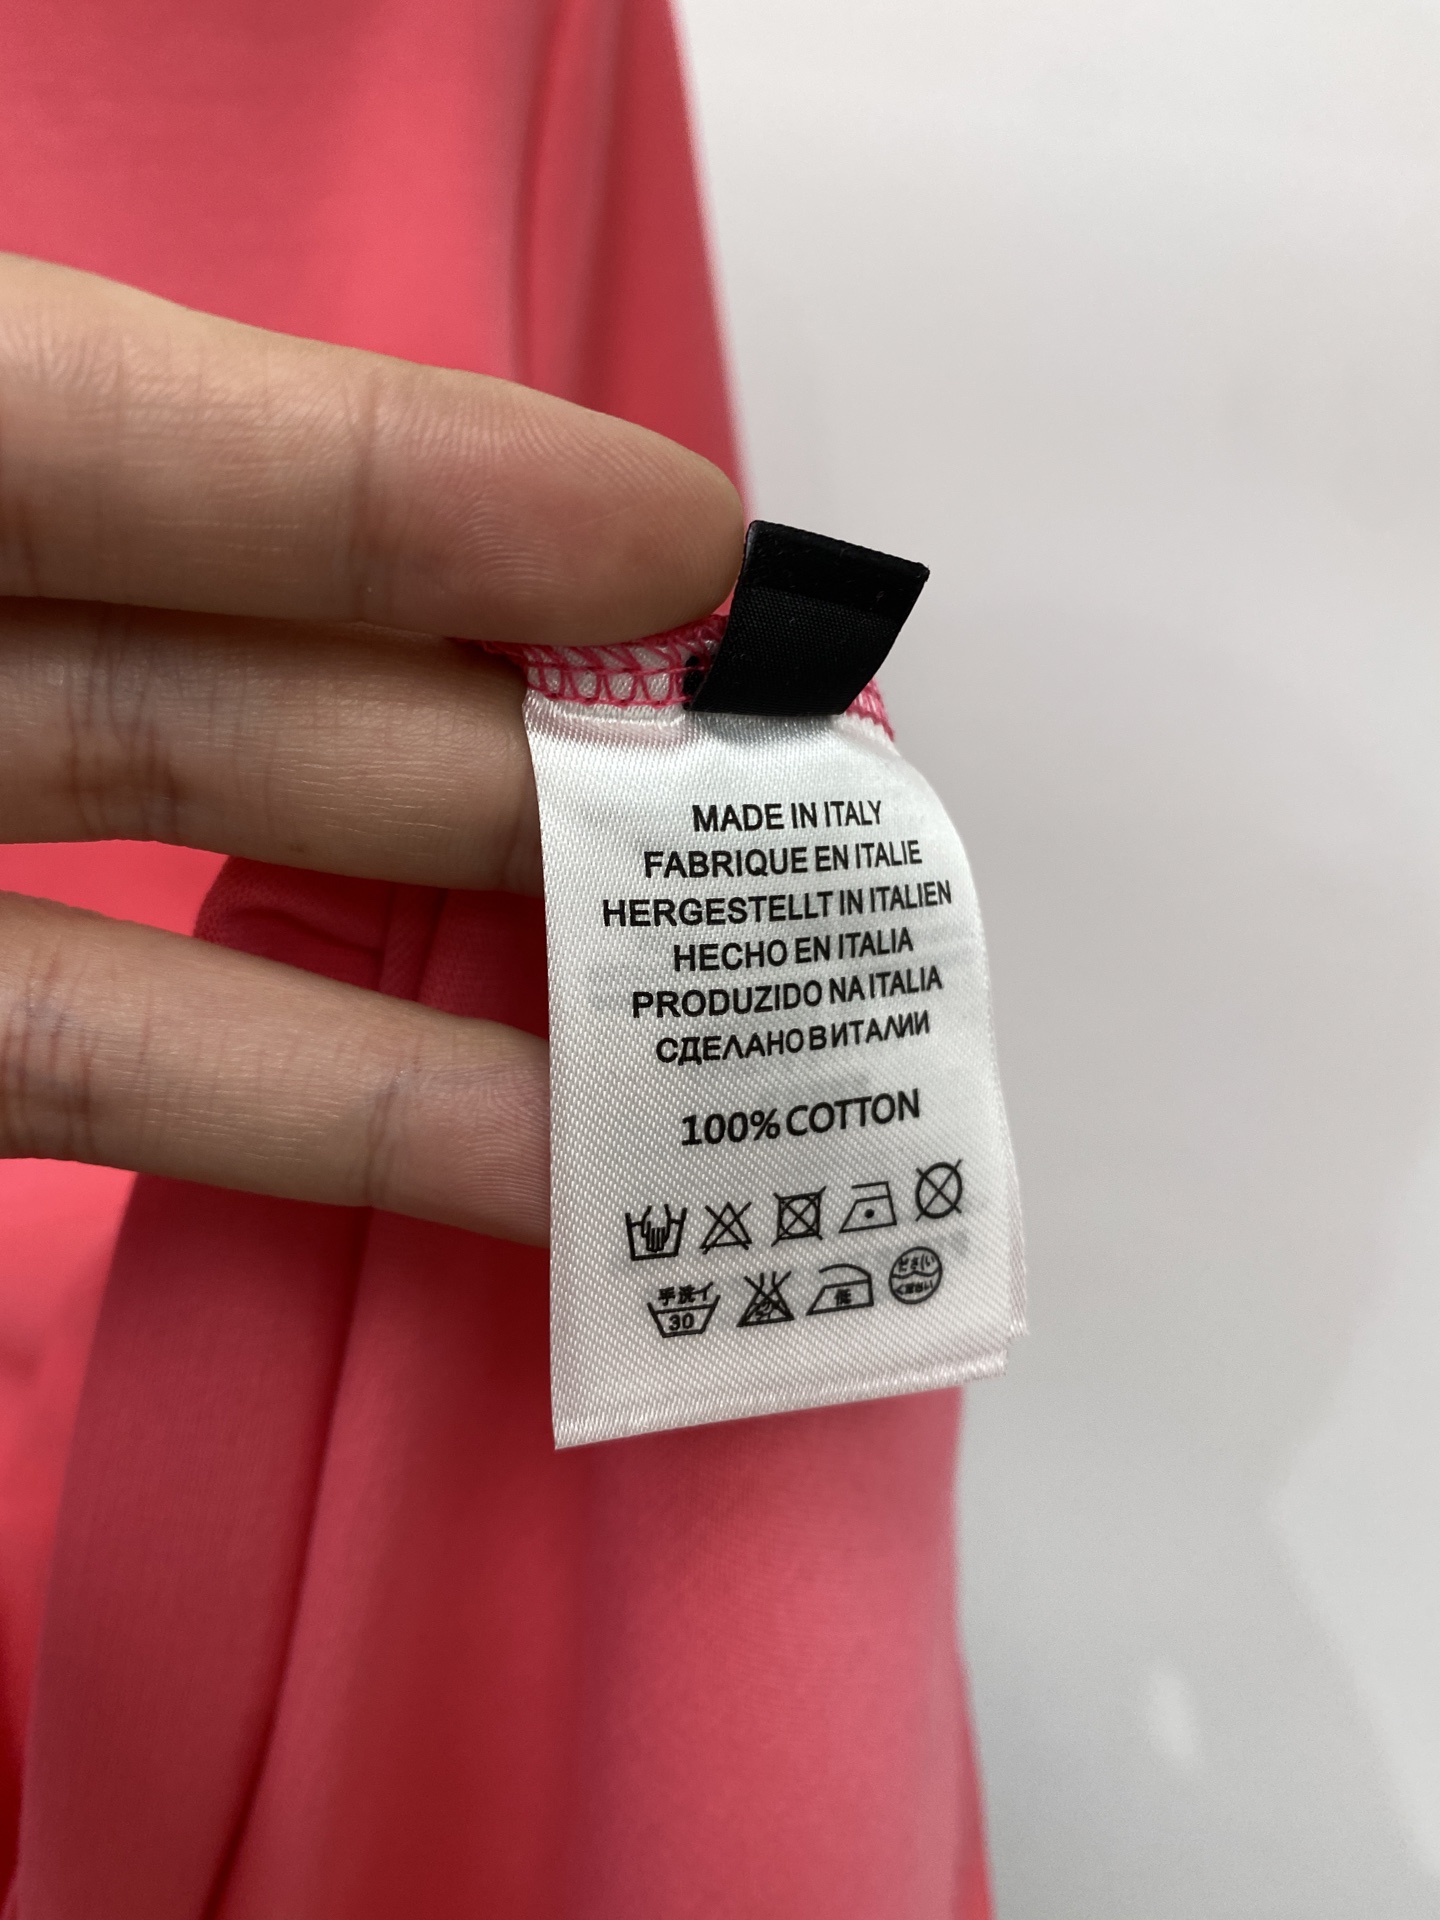 MADE IN ITALY
FABRIQUE EN ITALIE
HERGESTELLT IN ITALIEN
HECHO EN ITALIA
PRODUZIDO NA ITALIA
СДЕЛАНО В ИТАЛИИ
100% COTTON
手洗イ
30
低